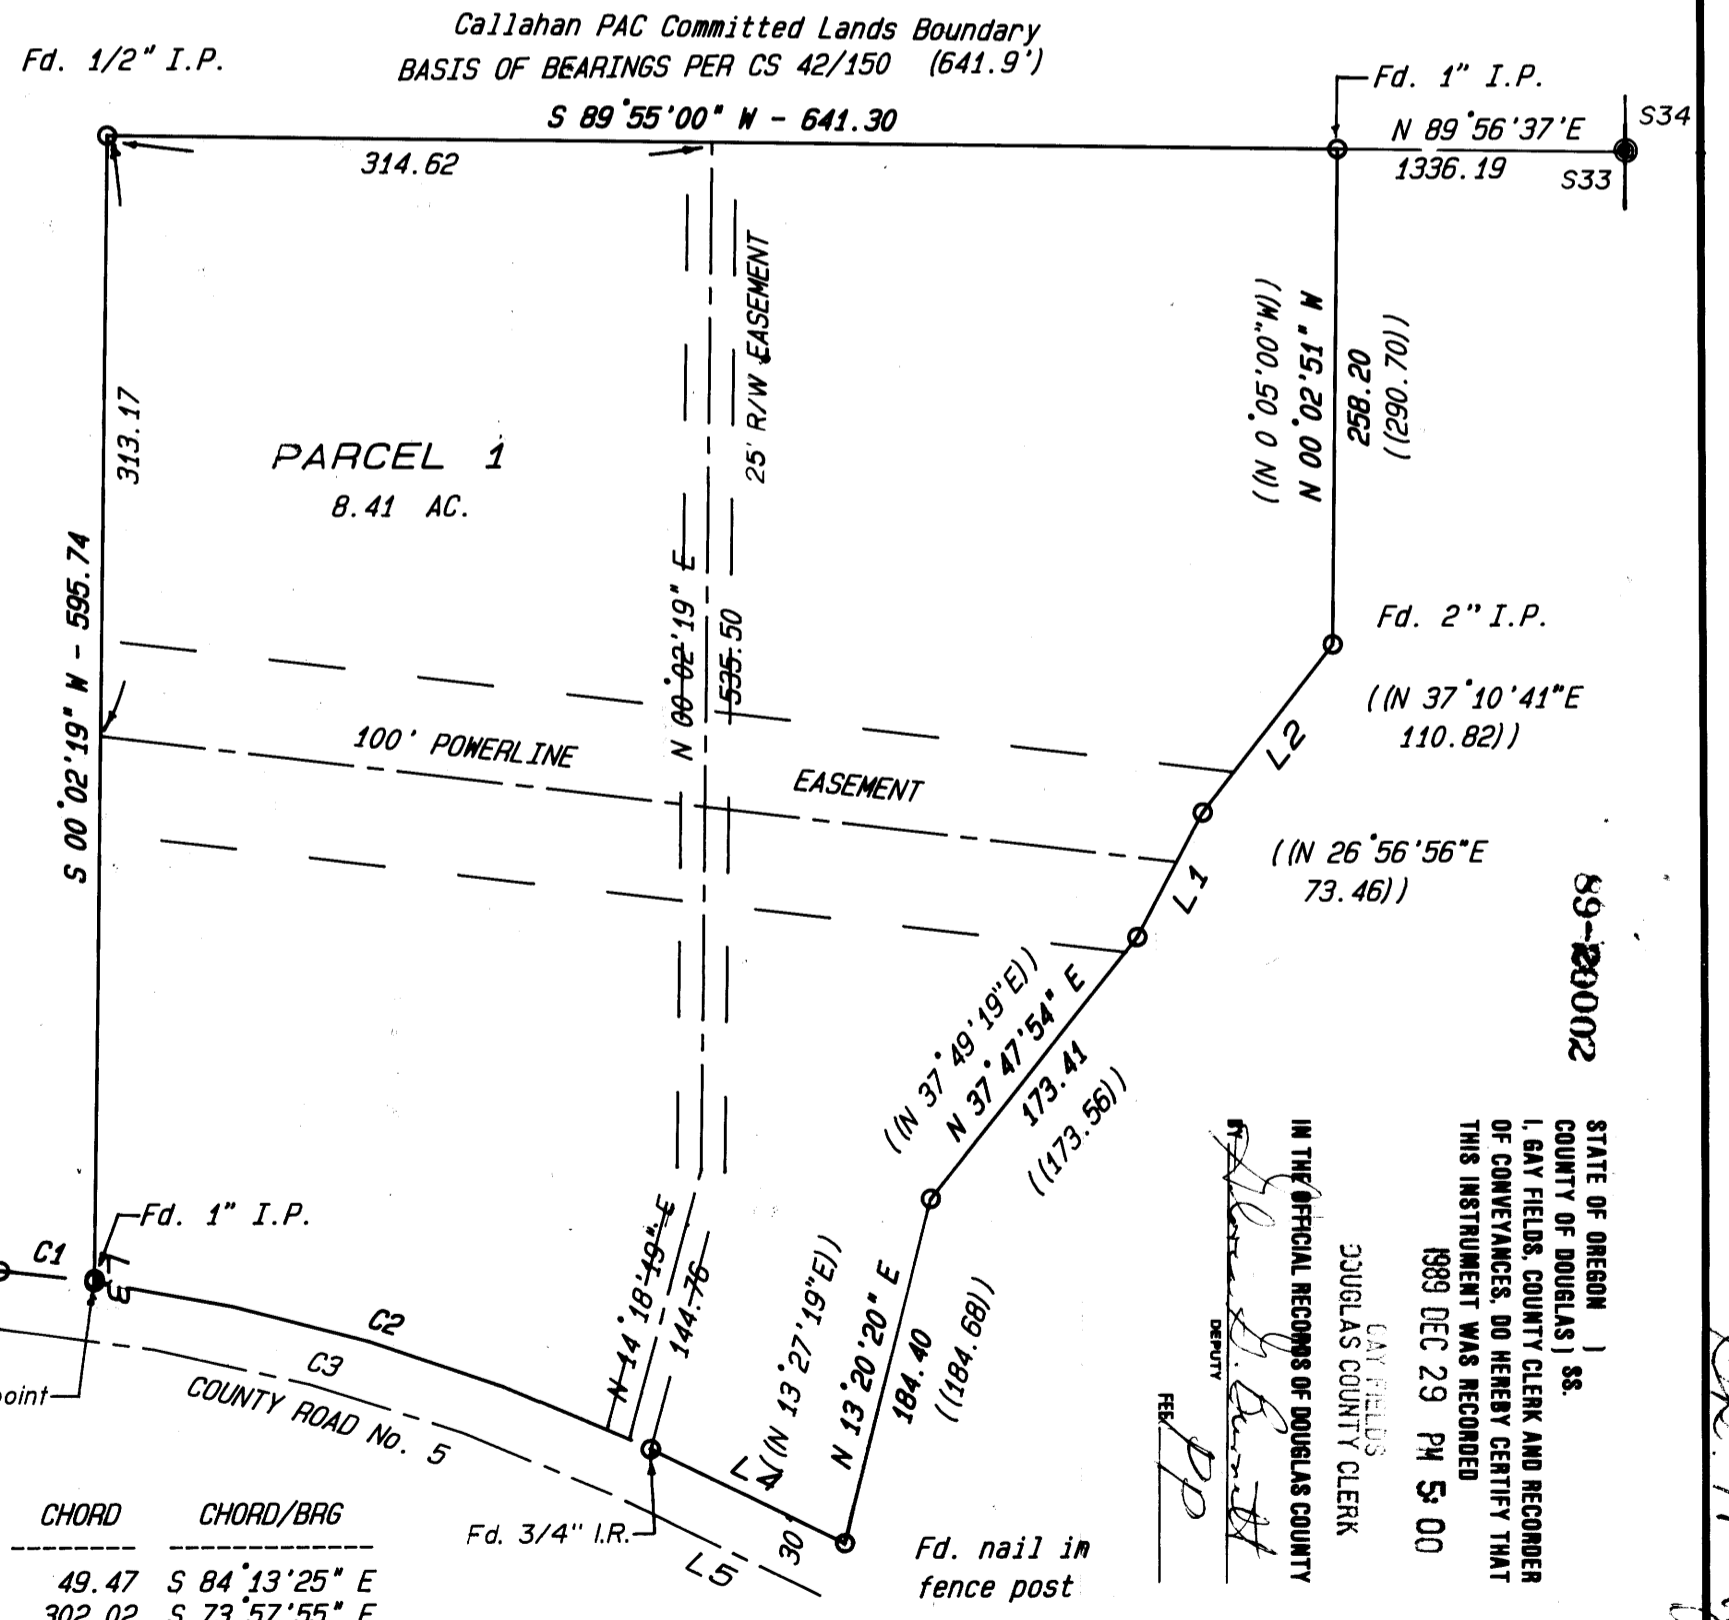 Callahan PAC Committed Lands Boundary
Fd. 1/2" I.P.
BASIS OF BEARINGS PER CS 42/150 (641.9')
Fd. 1" I.P.
S 89°55'00" W - 641.30
N 89°56'37'E
S34
314.62
1336.19
S33
25' R/W EASEMENT
((N 0°05'00"W))
N 00°02'51" W
258.20
((290.70))
313.17
PARCEL 1
8.41 AC.
S 00°02'19" W - 595.74
N 00°02'19" E
535.50
Fd. 2" I.P.
((N 37°10'41"E
110.82))
L2
100' POWERLINE
EASEMENT
((N 26°56'56"E
73.46))
L1
89-20002
((N 37°49'19"E))
N 37°47'54" E
173.41
((173.56))
STATE OF OREGON )
COUNTY OF DOUGLAS ) SS.
I, GAY FIELDS, COUNTY CLERK AND RECORDER
OF CONVEYANCES, DO HEREBY CERTIFY THAT
THIS INSTRUMENT WAS RECORDED
1989 DEC 29 PM 5:00
GAY FIELDS
DOUGLAS COUNTY CLERK
IN THE OFFICIAL RECORDS OF DOUGLAS COUNTY
BY
DEPUTY
FEE
Fd. 1" I.P.
C1
L3
C2
C3
COUNTY ROAD No. 5
point
N 14°18'49" E
144.76
((N 13°27'19"E))
N 13°20'20" E
184.40
((184.68))
L4
Fd. 3/4" I.R.
L5
30'
Fd. nail in
fence post
CHORD CHORD/BRG
49.47 S 84°13'25" E
302.02 S 73°57'55" E